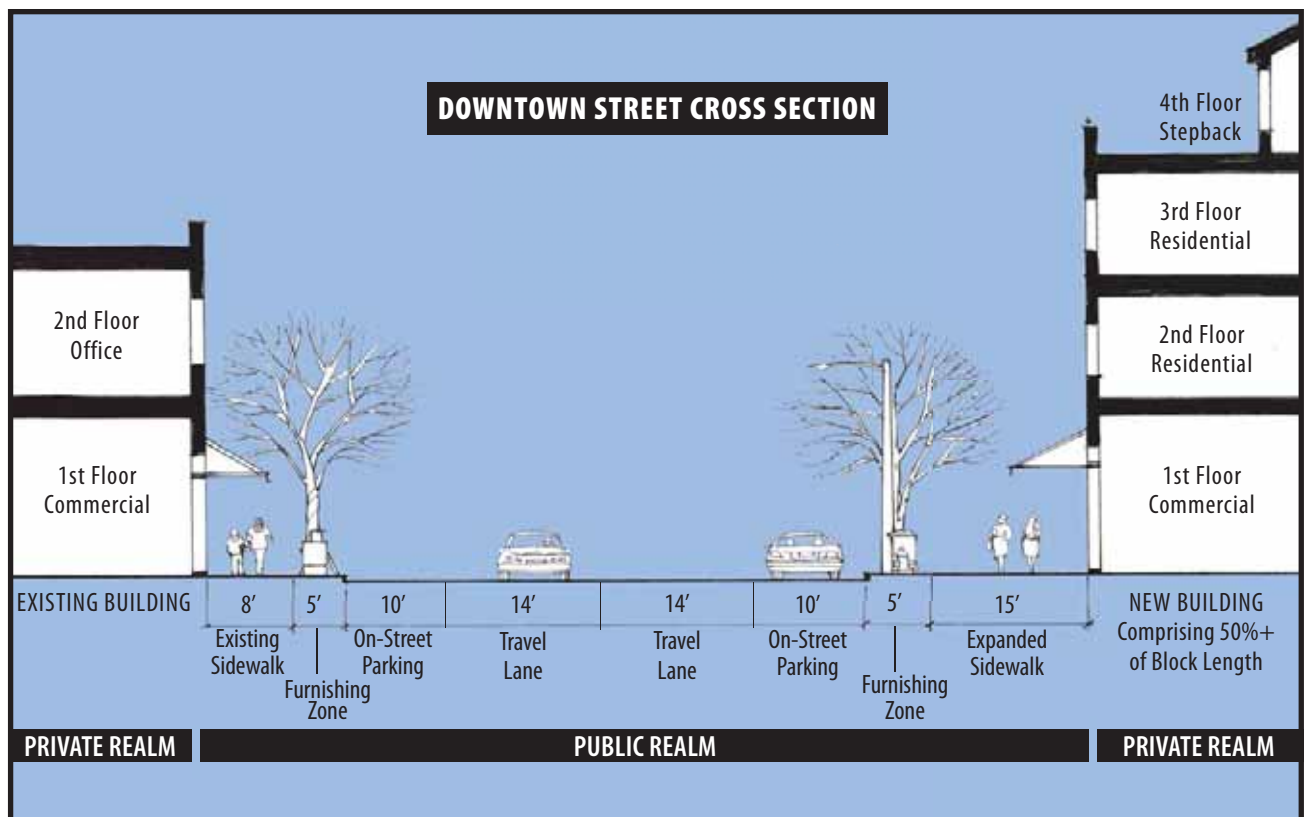 DOWNTOWN STREET CROSS SECTION
4th Floor
Stepback
3rd Floor
Residential
2nd Floor
Office
2nd Floor
Residential
1st Floor
Commercial
1st Floor
Commercial
EXISTING BUILDING
8′
Existing
Sidewalk
5′
Furnishing
Zone
10′
On-Street
Parking
14′
Travel
Lane
14′
Travel
Lane
10′
On-Street
Parking
5′
Furnishing
Zone
15′
Expanded
Sidewalk
NEW BUILDING
Comprising 50%+
of Block Length
PRIVATE REALM
PUBLIC REALM
PRIVATE REALM